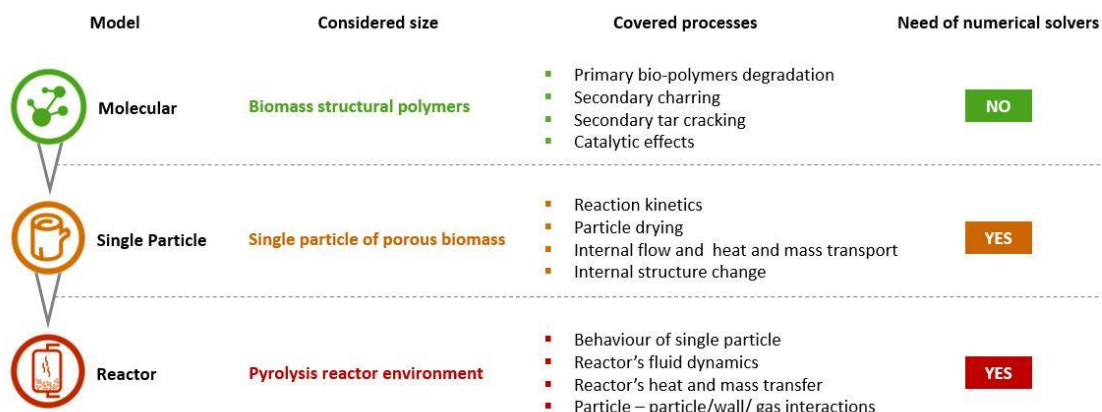 Model Considered size Covered processes Need of numerical solvers
Primary bio-polymers degradation
Secondary charring
Molecular Biomass structural polymers NO
Secondary tar cracking
Catalytic effects
Reaction kinetics
Particle drying
Single Particle Single particle of porous biomass YES
Internal flow and heat and mass transport
Internal structure change
Behaviour of single particle
Reactor's fluid dynamics
Reactor Pyrolysis reactor environment YES
Reactor's heat and mass transfer
Particle – particle/wall/ gas interactions